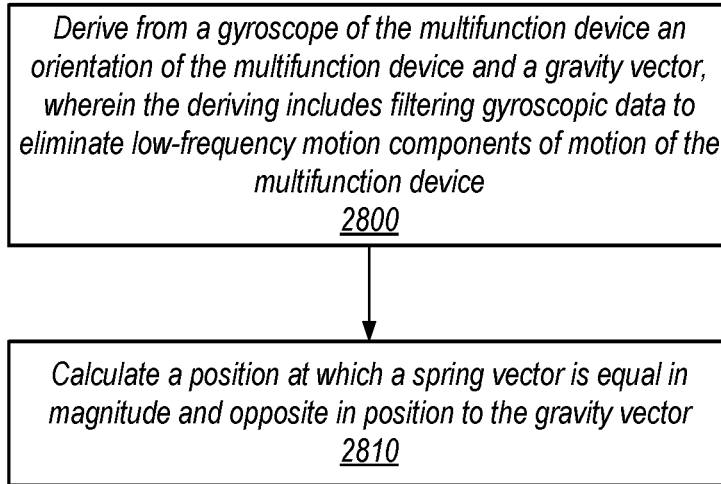 Derive from a gyroscope of the multifunction device an
orientation of the multifunction device and a gravity vector,
wherein the deriving includes filtering gyroscopic data to
eliminate low-frequency motion components of motion of the
multifunction device
2800
Calculate a position at which a spring vector is equal in
magnitude and opposite in position to the gravity vector
2810